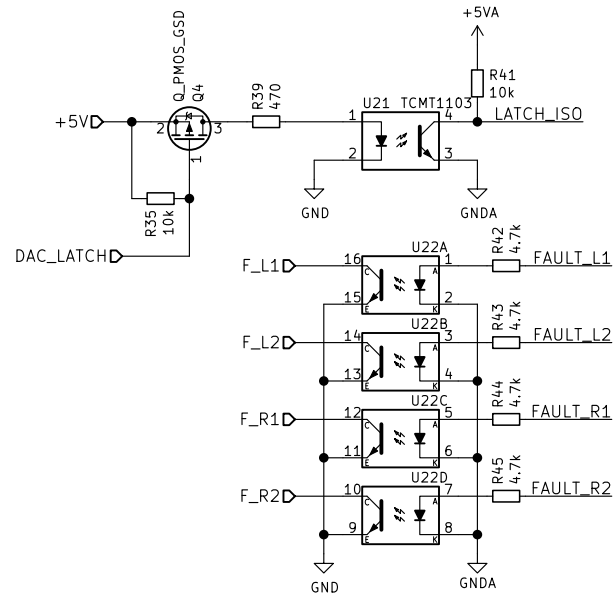 +5VA
Q_PMOS_GSD
Q4
R39
470
R41
10k
U21 TCMT1103
+5V
2
3
1
1
4
LATCH_ISO
2
3
R35
10k
GND
GNDA
DAC_LATCH
R42
4.7k
U22A
F_L1
16
C
A
1
FAULT_L1
15
E
K
2
R43
4.7k
U22B
F_L2
14
C
A
3
FAULT_L2
13
E
K
4
R44
4.7k
U22C
F_R1
12
C
A
5
FAULT_R1
11
E
K
6
R45
4.7k
U22D
F_R2
10
C
A
7
FAULT_R2
9
E
K
8
GND
GNDA